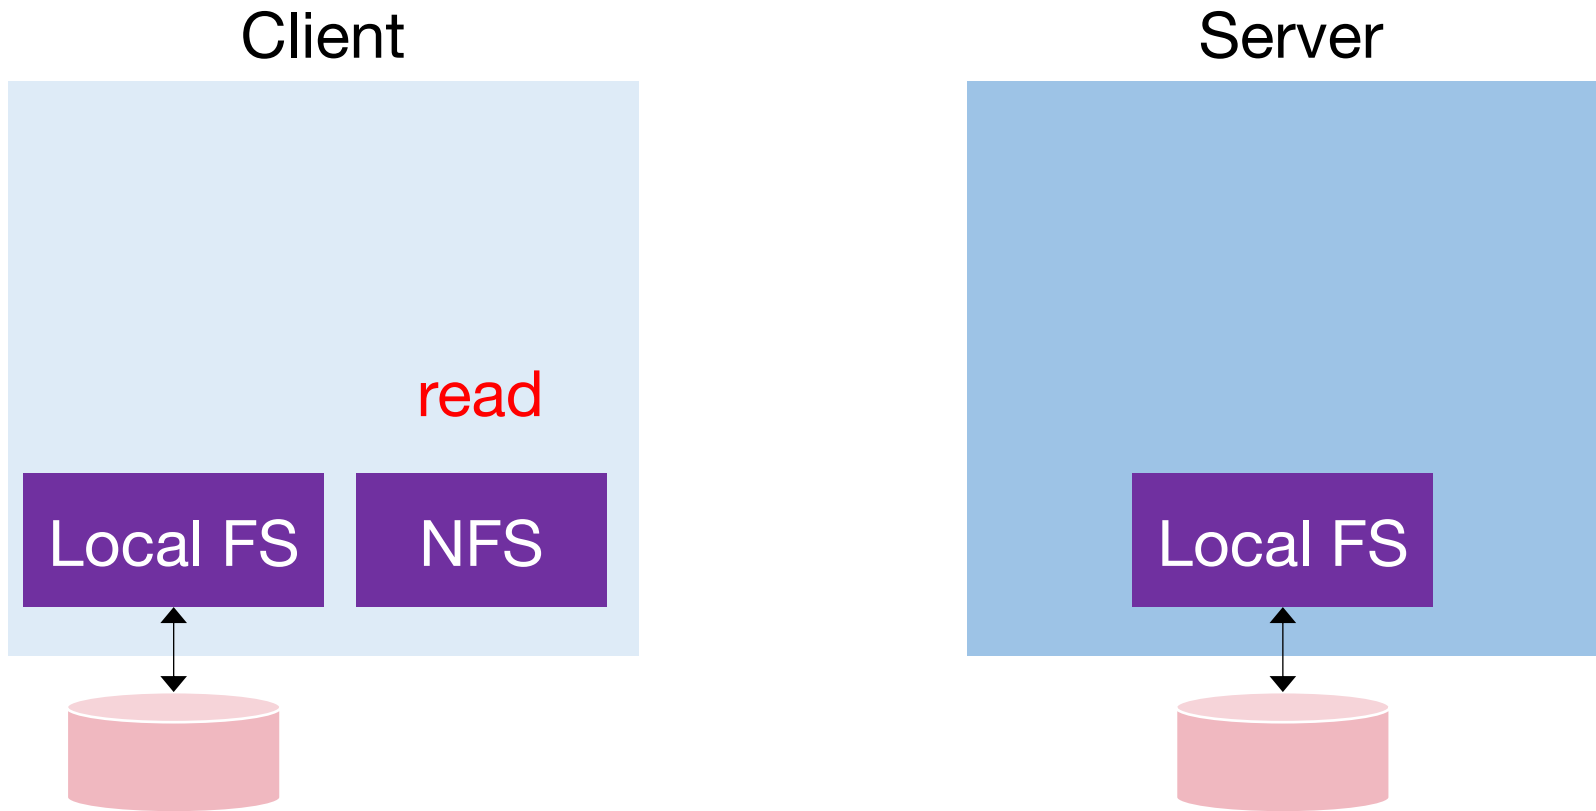 Client
Server
read
Local FS
NFS
Local FS